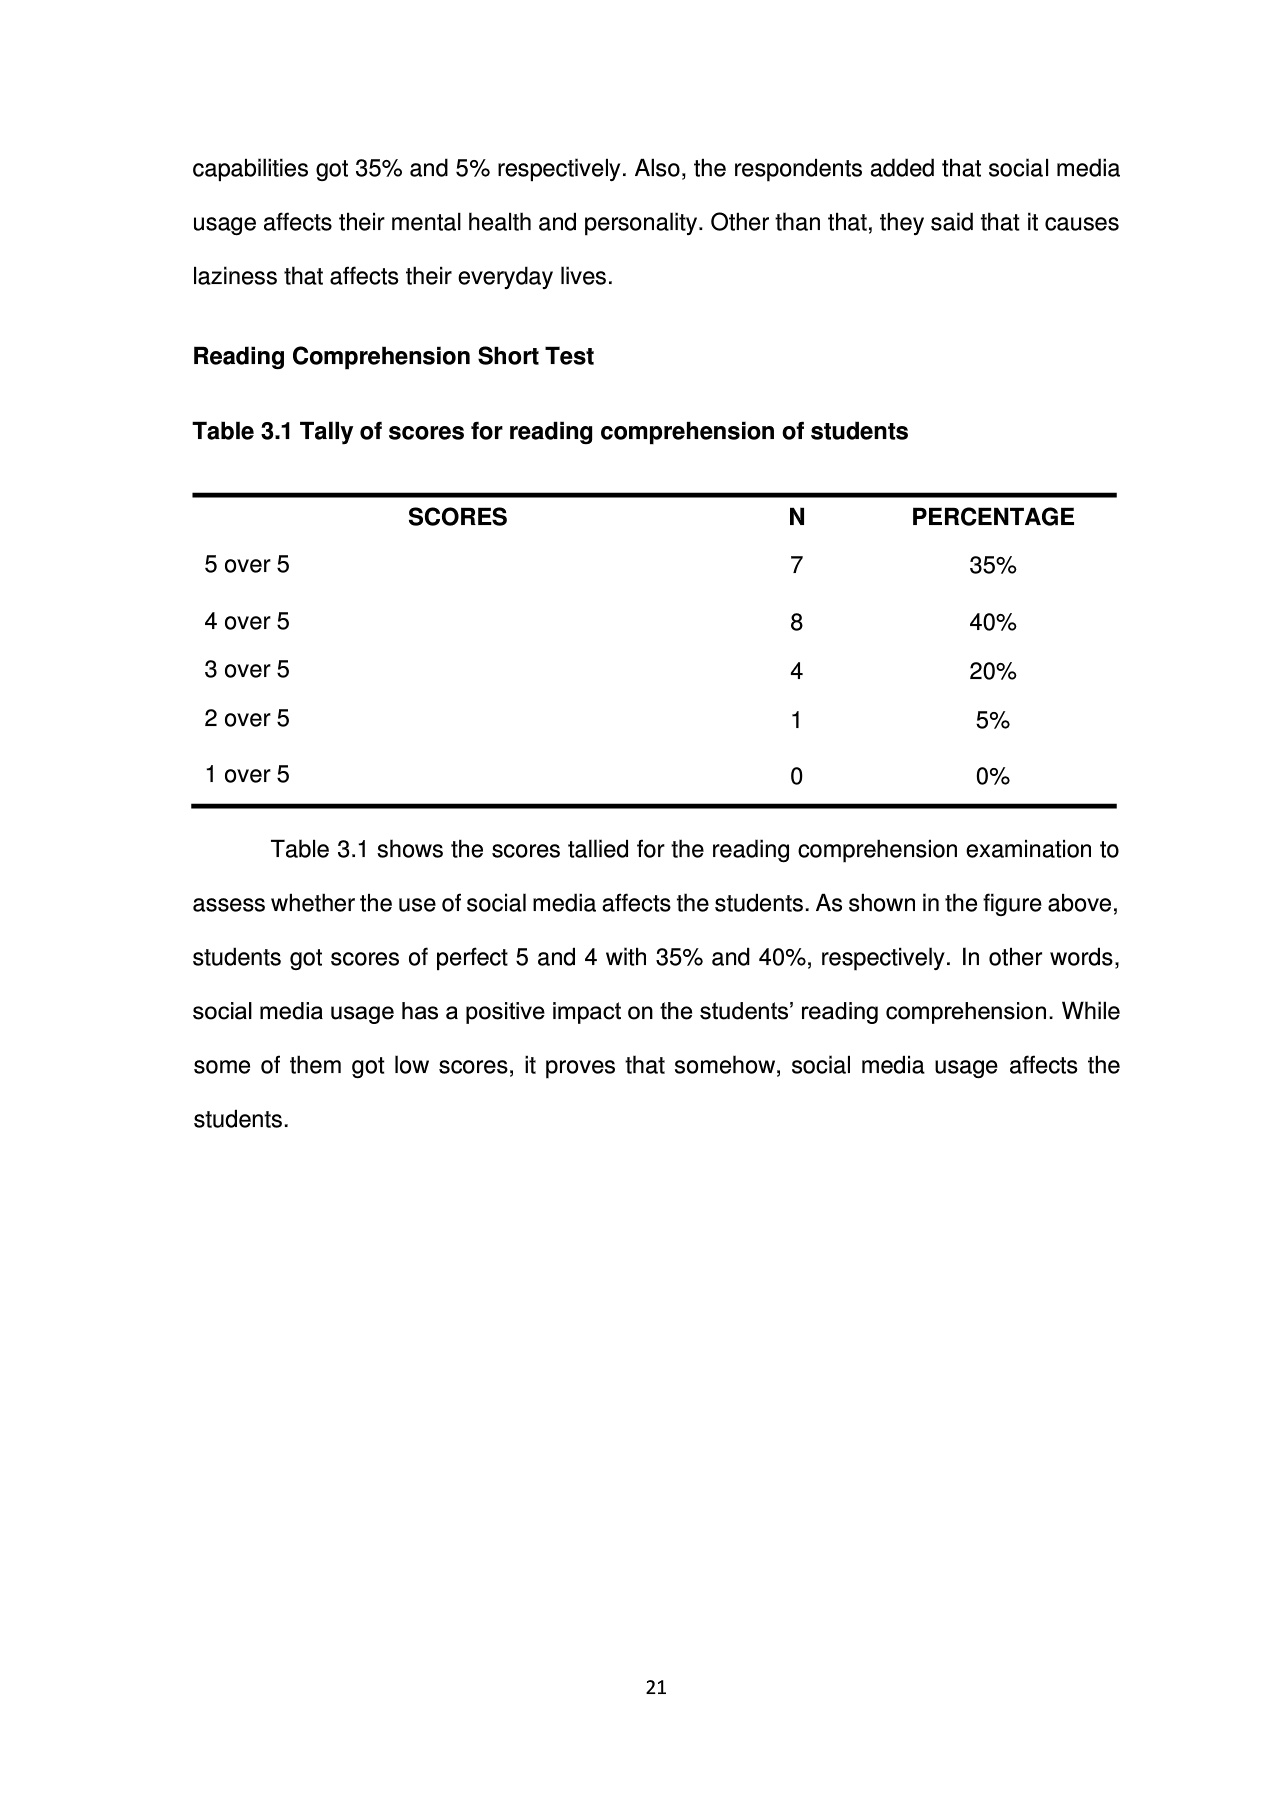 capabilities got 35% and 5% respectively. Also, the respondents added that social media
usage affects their mental health and personality. Other than that, they said that it causes
laziness that affects their everyday lives.
Reading Comprehension Short Test
Table 3.1 Tally of scores for reading comprehension of students
SCORES N PERCENTAGE
5 over 5 7 35%
4 over 5 8 40%
3 over 5 4 20%
2 over 5 1 5%
1 over 5 0 0%
Table 3.1 shows the scores tallied for the reading comprehension examination to
assess whether the use of social media affects the students. As shown in the figure above,
students got scores of perfect 5 and 4 with 35% and 40%, respectively. In other words,
social media usage has a positive impact on the students’ reading comprehension. While
some of them got low scores, it proves that somehow, social media usage affects the
students.
21